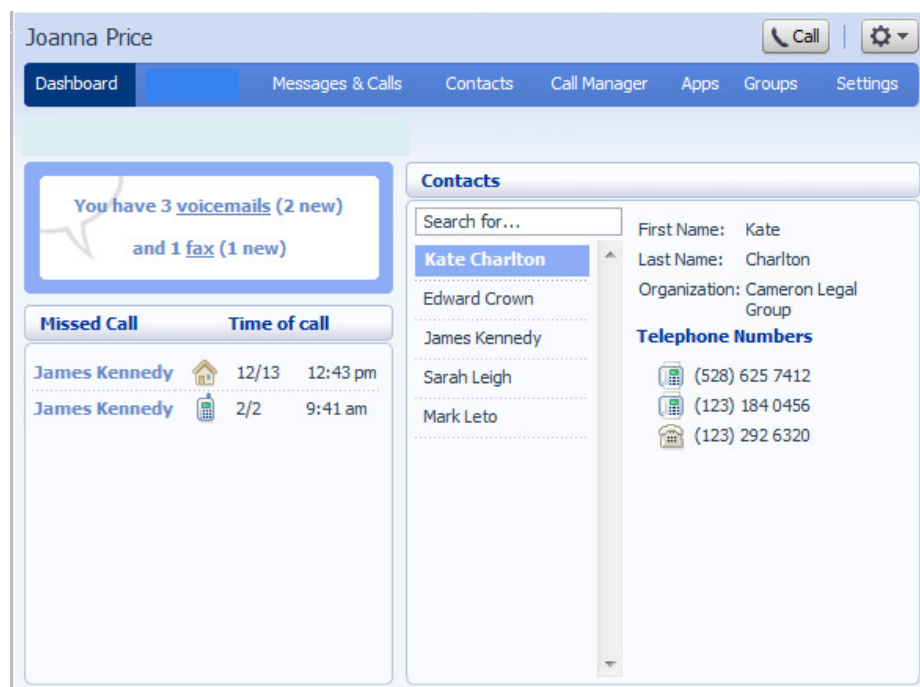 Joanna Price
Call
Dashboard Messages & Calls Contacts Call Manager Apps Groups Settings
You have 3 voicemails (2 new)
and 1 fax (1 new)
Missed Call Time of call
James Kennedy 12/13 12:43 pm
James Kennedy 2/2 9:41 am
Contacts
Search for...
Kate Charlton
Edward Crown
James Kennedy
Sarah Leigh
Mark Leto
First Name: Kate
Last Name: Charlton
Organization: Cameron Legal
Group
Telephone Numbers
(528) 625 7412
(123) 184 0456
(123) 292 6320